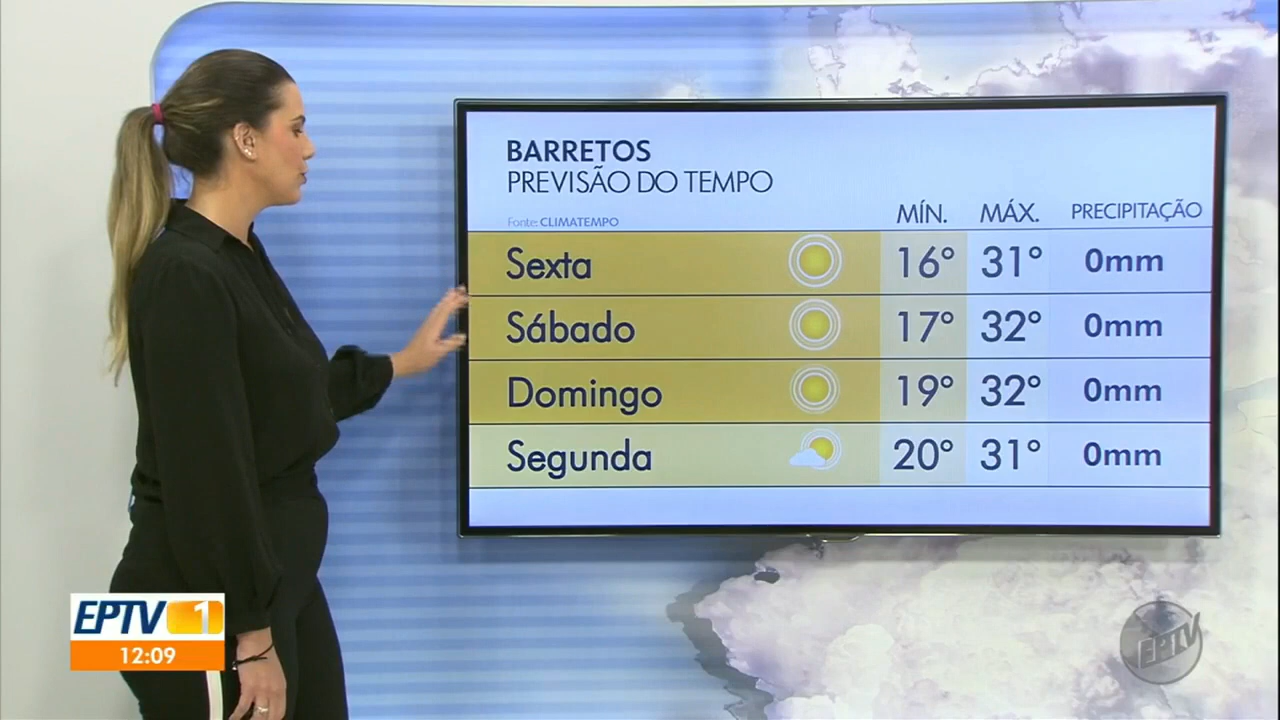 BARRETOS
PREVISÃO DO TEMPO
Fonte: CLIMATEMPO
MÍN. MÁX. PRECIPITAÇÃO
Sexta 16° 31° 0mm
Sábado 17° 32° 0mm
Domingo 19° 32° 0mm
Segunda 20° 31° 0mm
EPTV 1
12:09
EPTV